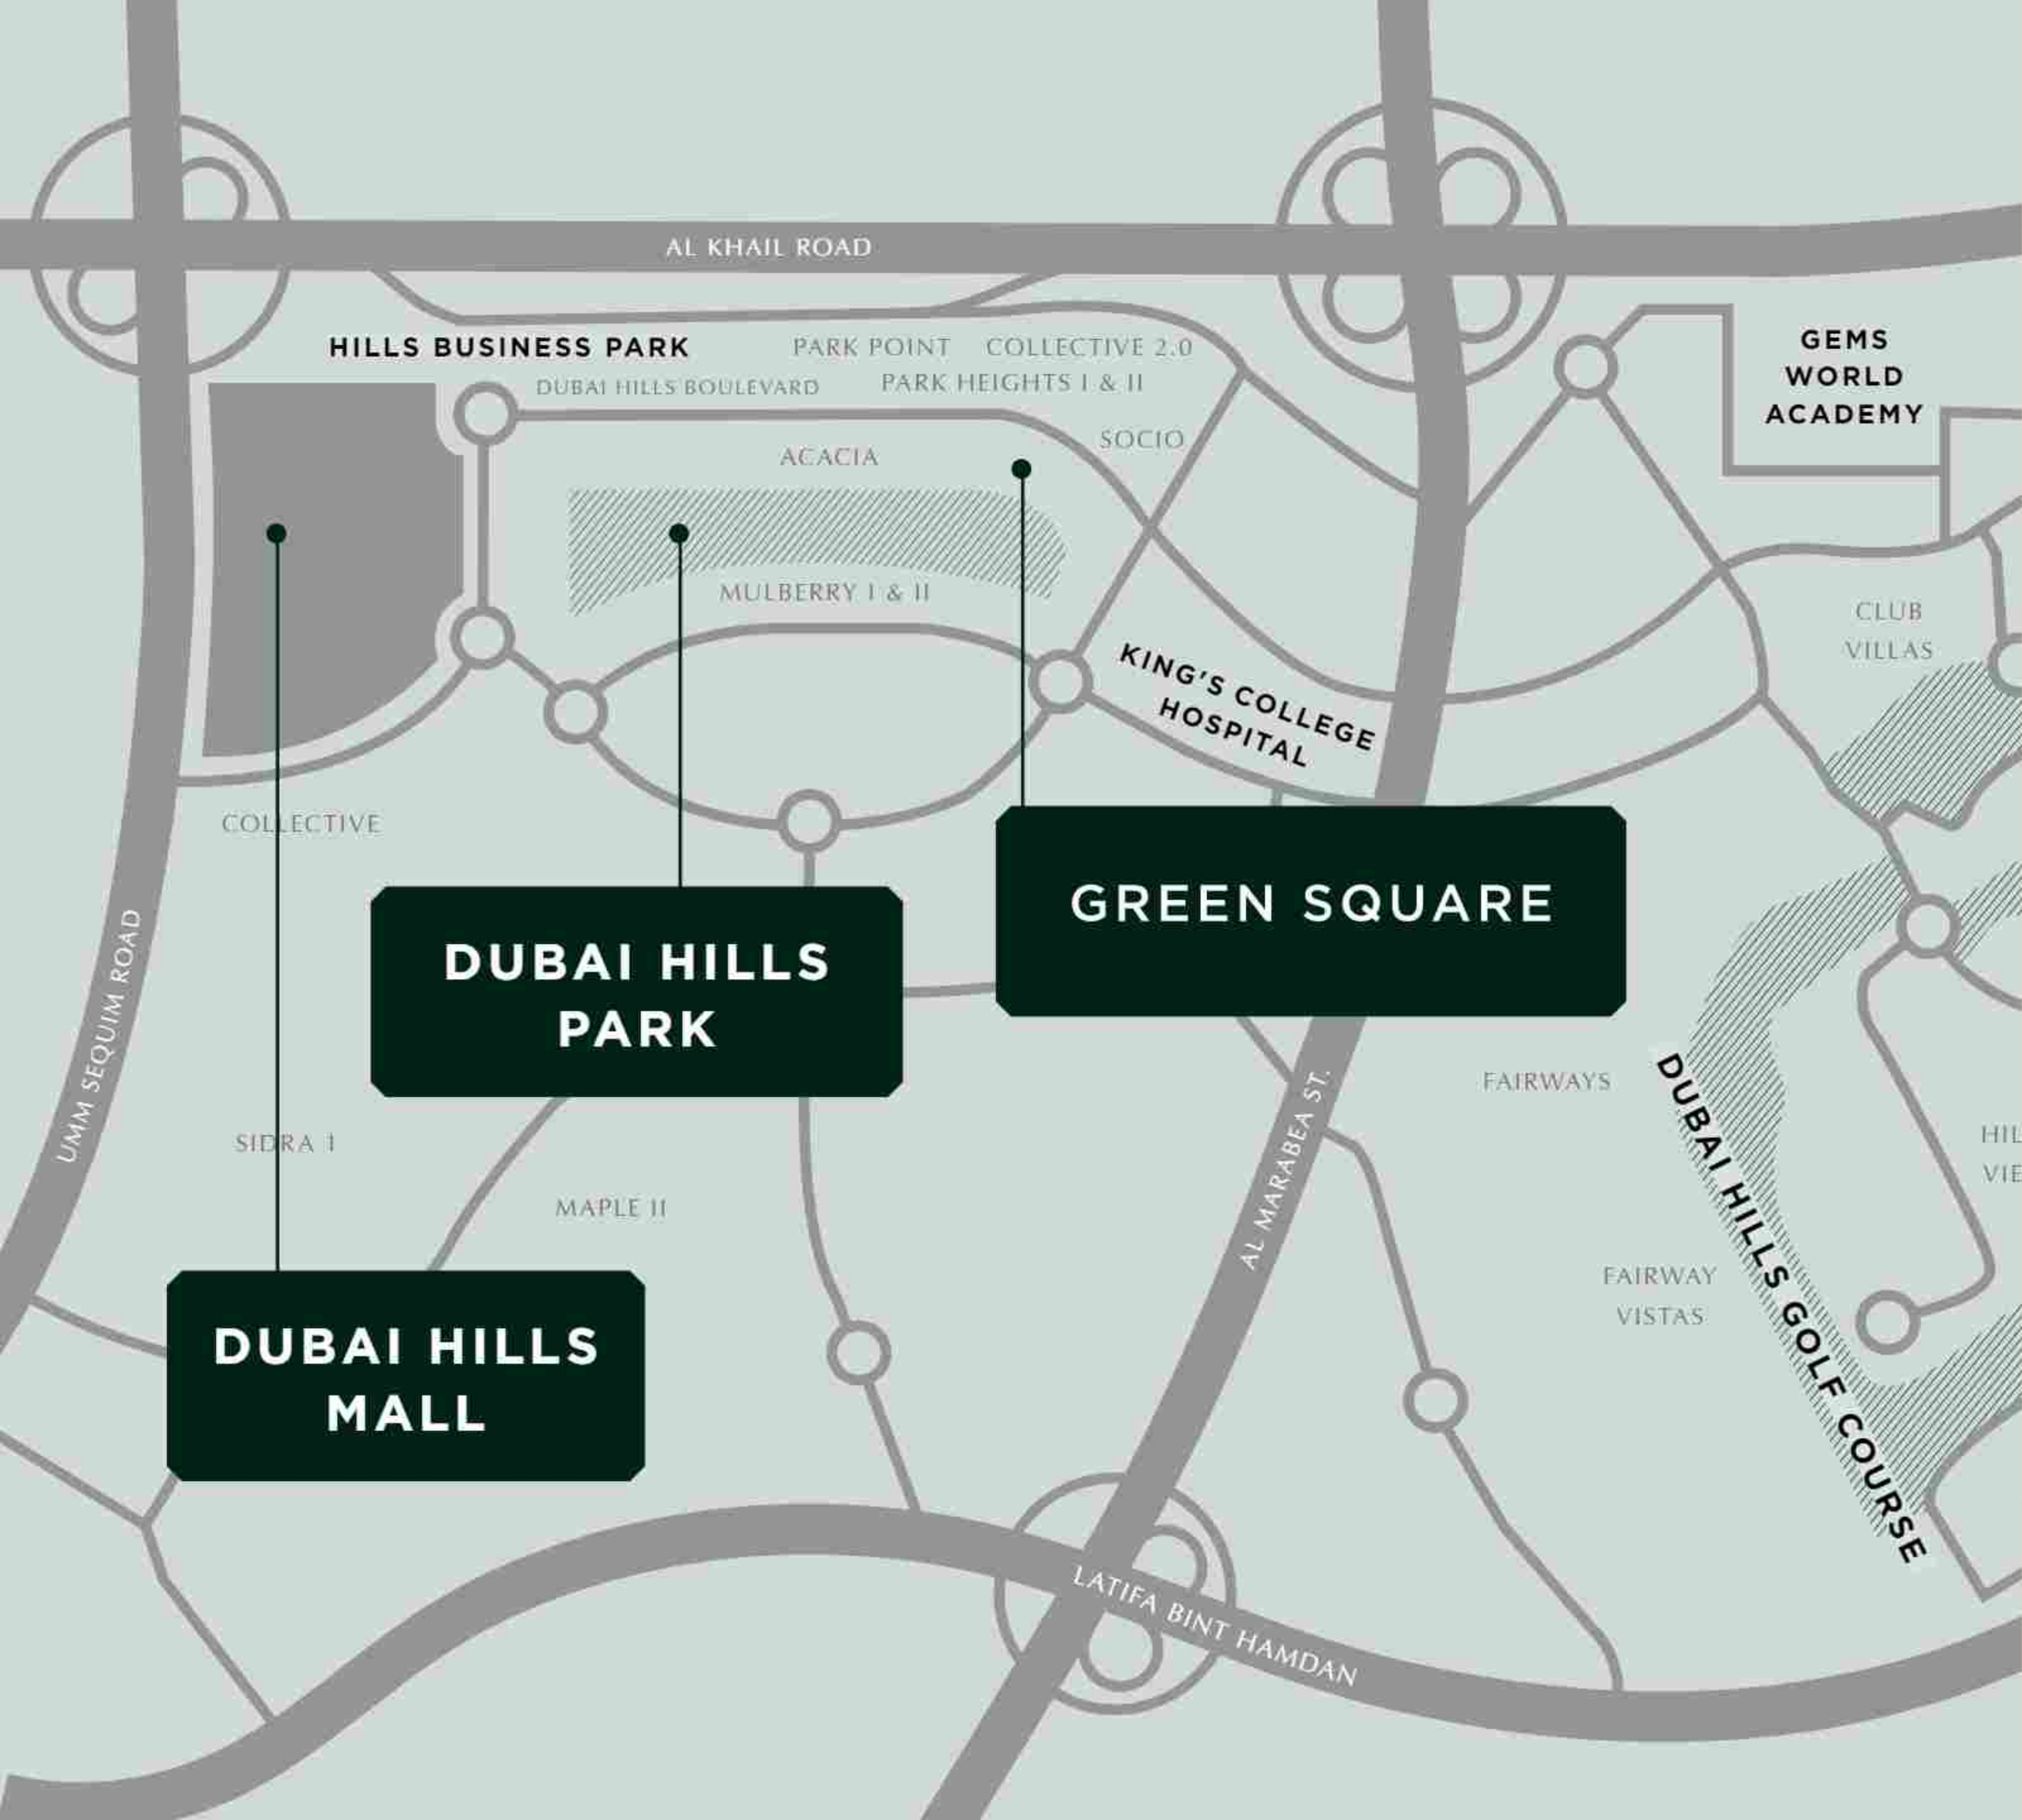 AL KHAIL ROAD
HILLS BUSINESS PARK
PARK POINT
COLLECTIVE 2.0
DUBAI HILLS BOULEVARD
PARK HEIGHTS I & II
GEMS
WORLD
ACADEMY
SOCIO
ACACIA
MULBERRY I & II
CLUB
VILLAS
KING'S COLLEGE
HOSPITAL
COLLECTIVE
GREEN SQUARE
DUBAI HILLS
PARK
UMM SEQUIM ROAD
SIDRA I
MAPLE II
AL MARABEA ST.
FAIRWAYS
DUBAI HILLS GOLF COURSE
HIL
VIE
FAIRWAY
VISTAS
DUBAI HILLS
MALL
LATIFA BINT HAMDAN